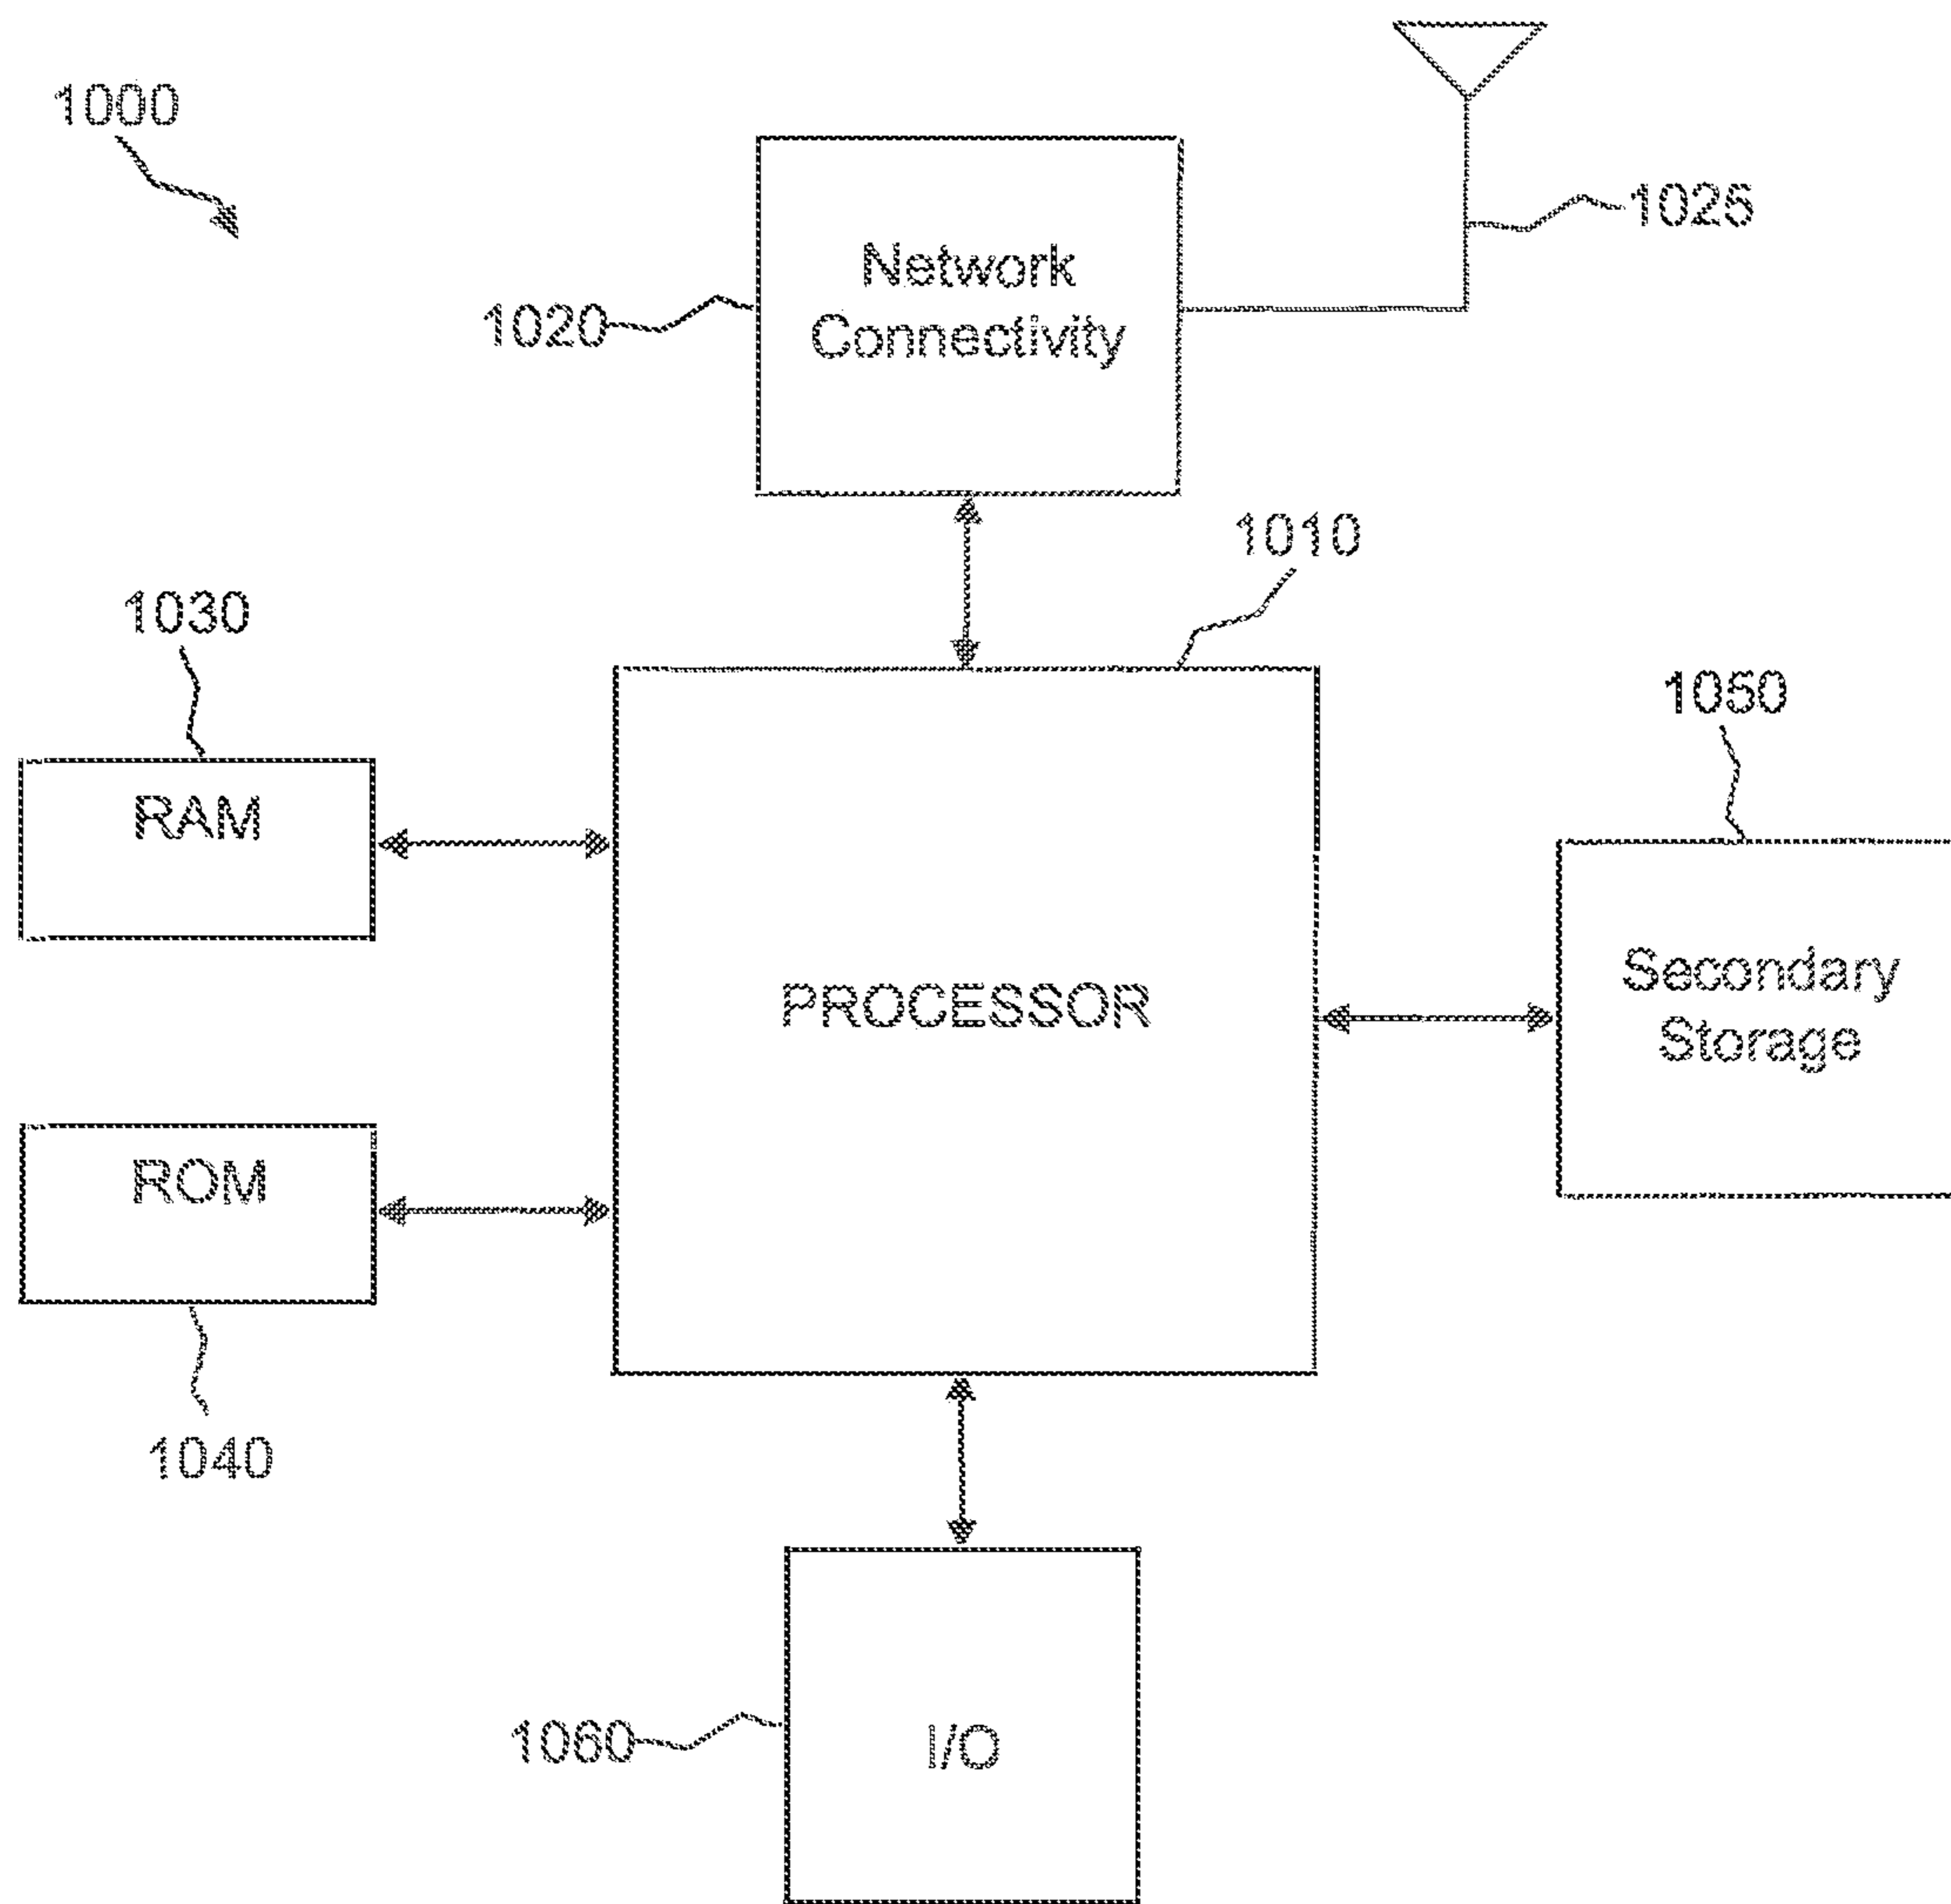 1000
1025
Network
Connectivity
1020
1010
1030
1050
RAM
Secondary
Storage
PROCESSOR
ROM
1040
1060
I/O